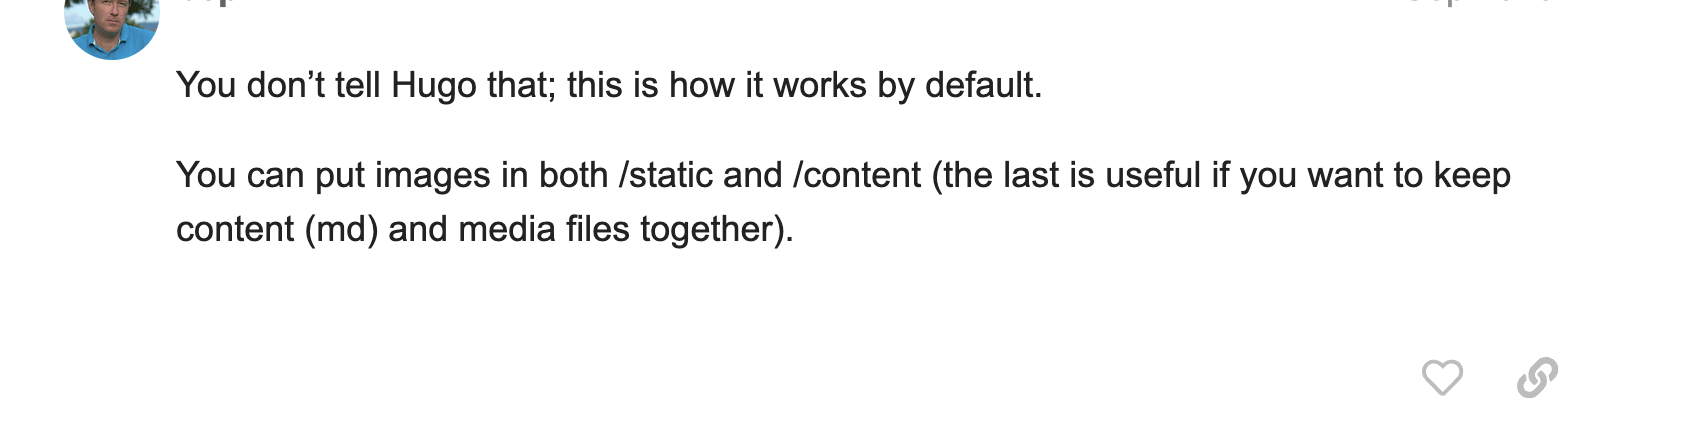 You don’t tell Hugo that; this is how it works by default.
You can put images in both /static and /content (the last is useful if you want to keep
content (md) and media files together).